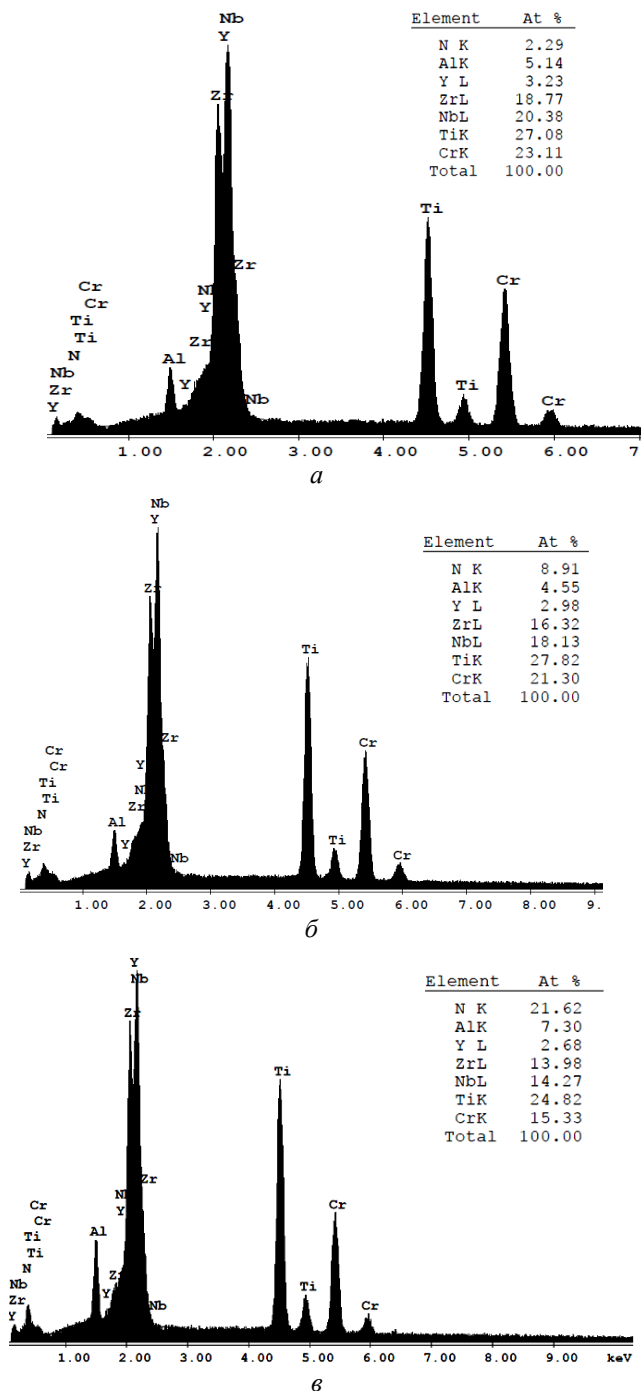 Element At %
N K 2.29
AlK 5.14
Y L 3.23
ZrL 18.77
NbL 20.38
TiK 27.08
CrK 23.11
Total 100.00
Nb
Y
Zr
Ti
Zr
Cr
Cr
Cr
Ti
Ti
N
Nb
Y
Zr
Al
Nb
Zr
Y
Y
Nb
Ti
Cr
1.00 2.00 3.00 4.00 5.00 6.00 7
а
Nb
Y
Element At %
N K 8.91
AlK 4.55
Y L 2.98
ZrL 16.32
NbL 18.13
TiK 27.82
CrK 21.30
Total 100.00
Zr
Ti
Zr
Cr
Cr
Cr
Ti
Ti
N
Y
Nb
Zr
Al
Nb
Zr
Y
Y
Nb
Ti
Cr
1.00 2.00 3.00 4.00 5.00 6.00 7.00 8.00 9.
б
Y
Nb
Element At %
N K 21.62
AlK 7.30
Y L 2.68
ZrL 13.98
NbL 14.27
TiK 24.82
CrK 15.33
Total 100.00
Zr
Ti
Zr
Nb
Y
Cr
Cr
Cr
Ti
Ti
N
Al
Nb
Zr
Y
Y
Z
Nb
Ti
Cr
1.00 2.00 3.00 4.00 5.00 6.00 7.00 8.00 9.00 keV
в